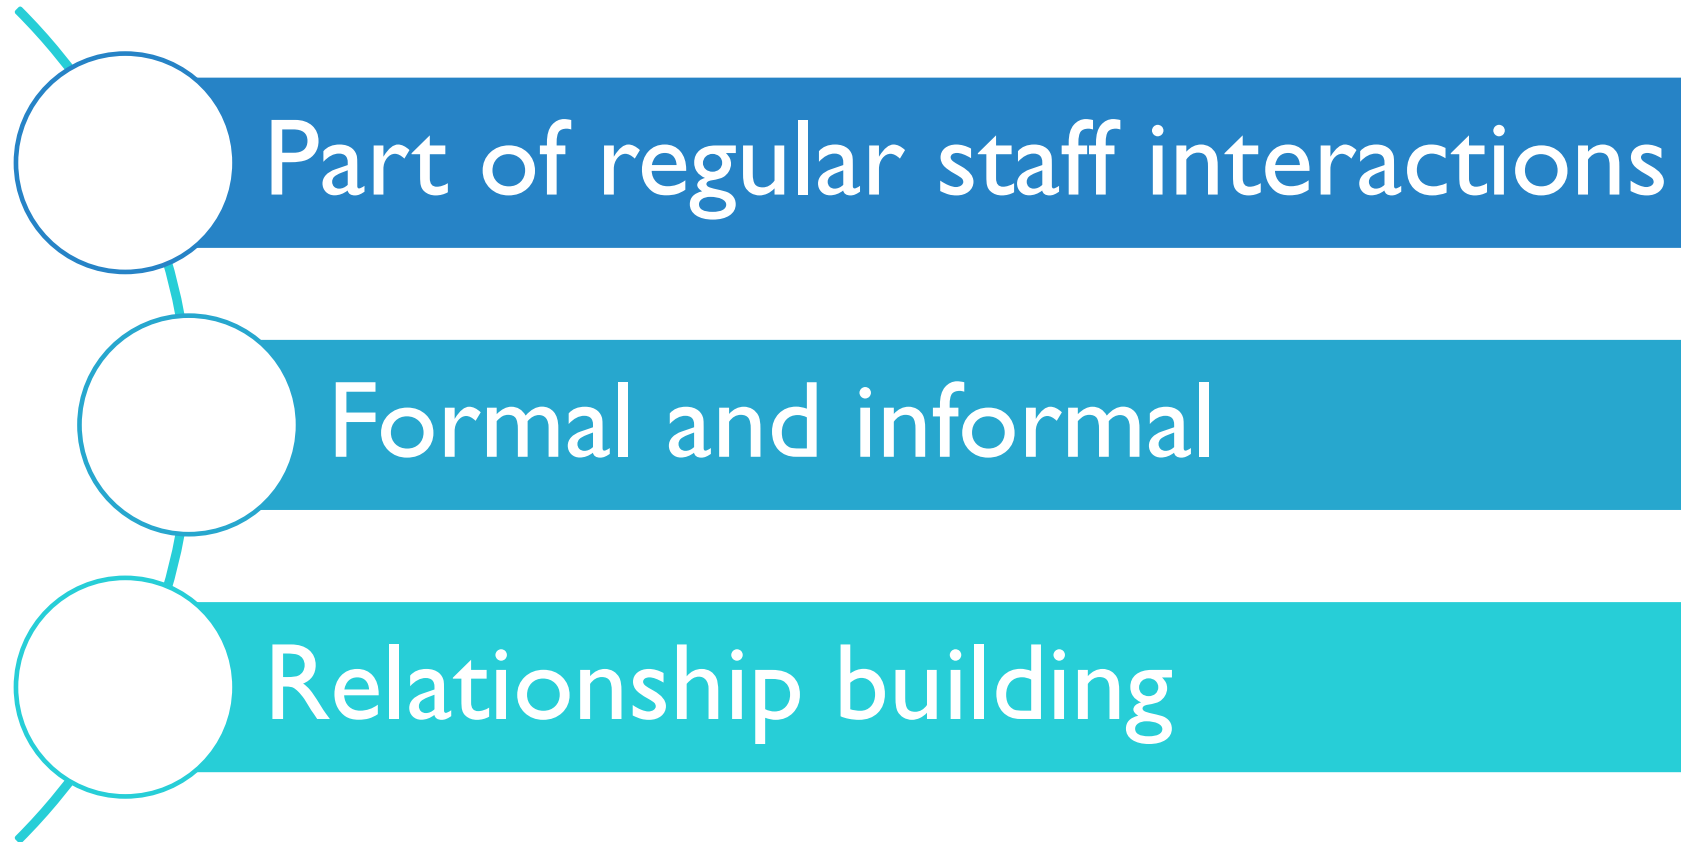 Part of regular staff interactions
Formal and informal
Relationship building